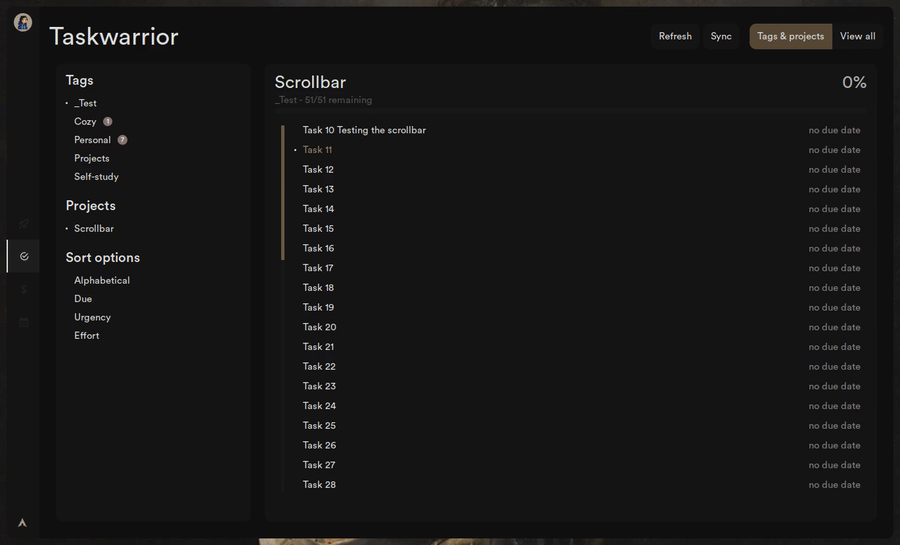 Taskwarrior
Refresh
Sync
Tags & projects
View all
Tags
_Test
Cozy 1
Personal 7
Projects
Self-study
Projects
Scrollbar
Sort options
Alphabetical
Due
Urgency
Effort
Scrollbar 0%
_Test - 51/51 remaining
Task 10 Testing the scrollbar no due date
Task 11 no due date
Task 12 no due date
Task 13 no due date
Task 14 no due date
Task 15 no due date
Task 16 no due date
Task 17 no due date
Task 18 no due date
Task 19 no due date
Task 20 no due date
Task 21 no due date
Task 22 no due date
Task 23 no due date
Task 24 no due date
Task 25 no due date
Task 26 no due date
Task 27 no due date
Task 28 no due date